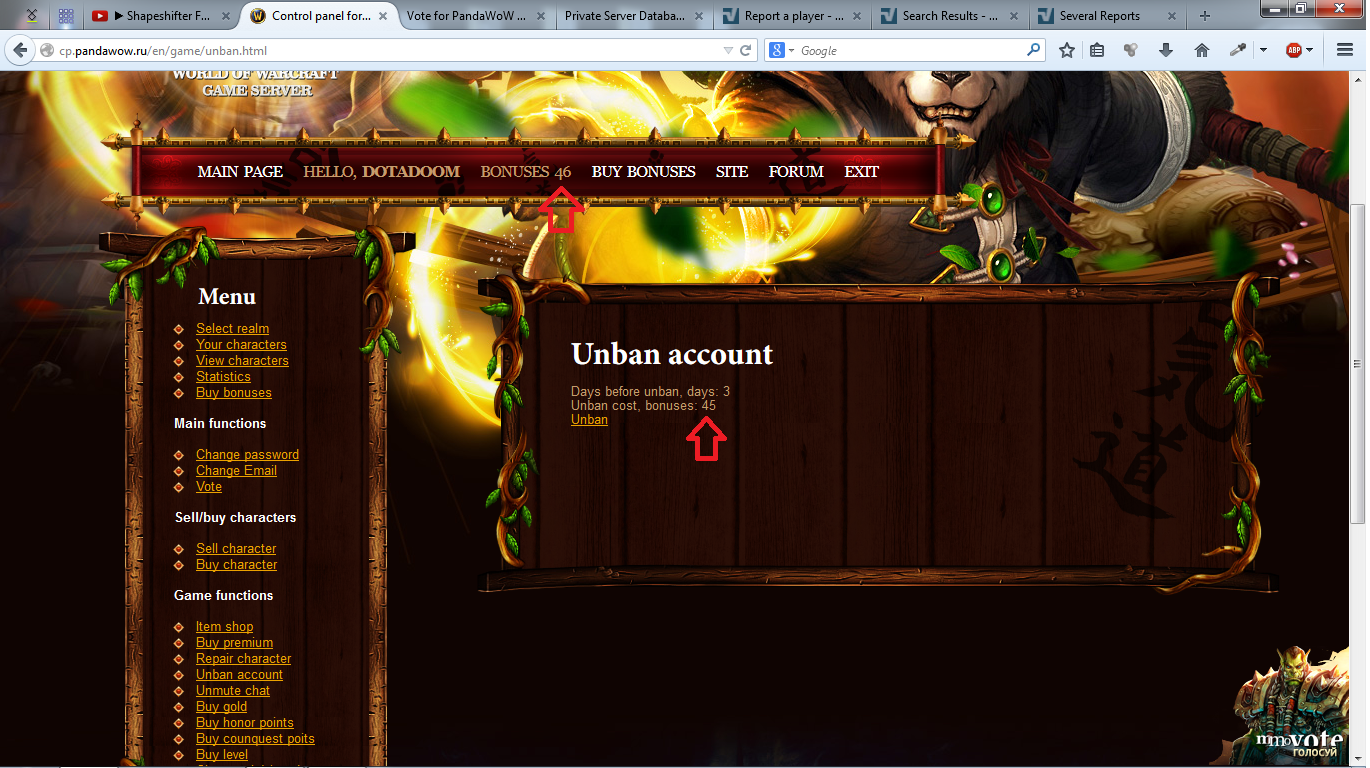 Shapeshifter F...
Control panel for...
Vote for PandaWoW ...
Private Server Databa...
Report a player - ...
Search Results - ...
Several Reports
cp.pandawow.ru/en/game/unban.html
Google
ABP
WORLD OF WARCRAFT
GAME SERVER
MAIN PAGE HELLO, DOTADOOM BONUSES 46 BUY BONUSES SITE FORUM EXIT
Menu
Select realm
Your characters
View characters
Statistics
Buy bonuses
Main functions
Change password
Change Email
Vote
Sell/buy characters
Sell character
Buy character
Game functions
Item shop
Buy premium
Repair character
Unban account
Unmute chat
Buy gold
Buy honor points
Buy counquest poits
Buy level
Unban account
Days before unban, days: 3
Unban cost, bonuses: 45
Unban
気
道
mmovote
ГОЛОСУЙ